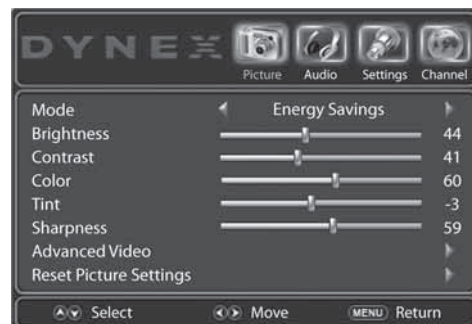 DYNEX
Picture Audio Settings Channel
Mode Energy Savings
Brightness 44
Contrast 41
Color 60
Tint -3
Sharpness 59
Advanced Video
Reset Picture Settings
Select Move MENU Return